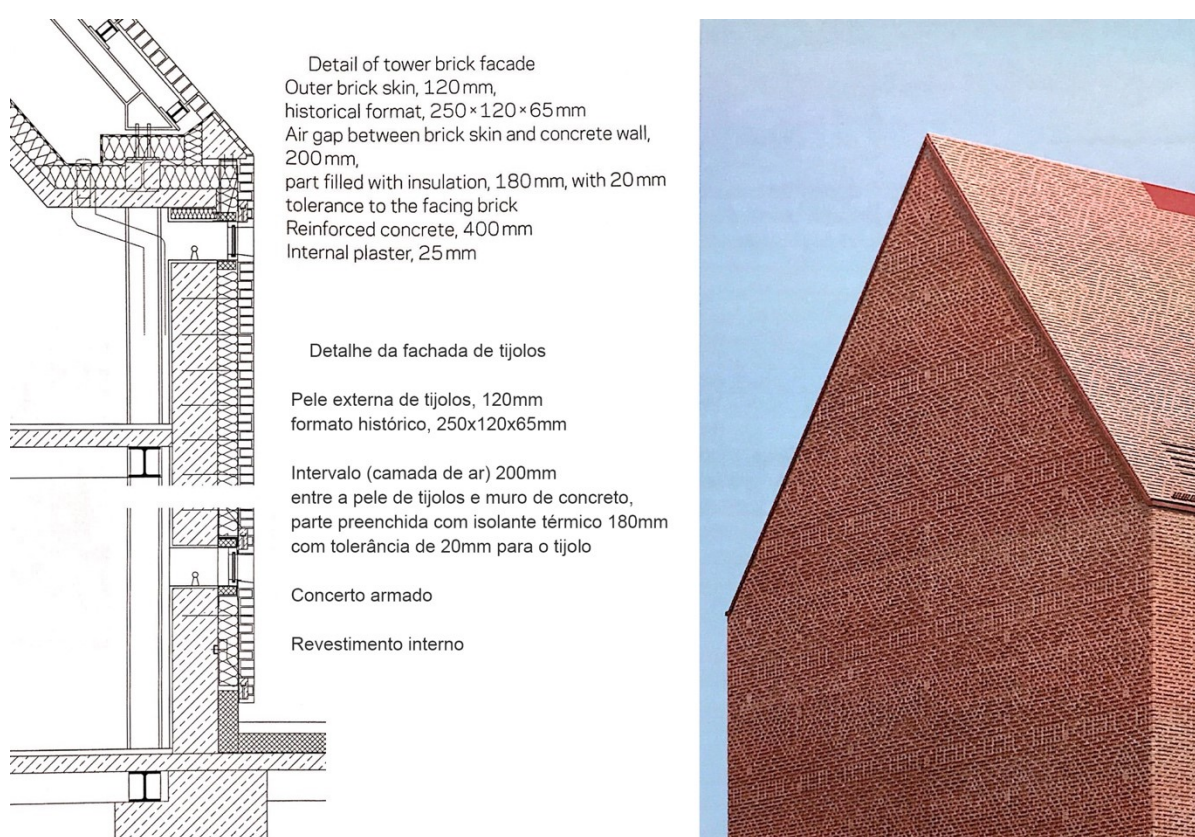 Detail of tower brick facade
Outer brick skin, 120 mm,
historical format, 250 × 120 × 65 mm
Air gap between brick skin and concrete wall,
200 mm,
part filled with insulation, 180 mm, with 20 mm
tolerance to the facing brick
Reinforced concrete, 400 mm
Internal plaster, 25 mm
Detalhe da fachada de tijolos
Pele externa de tijolos, 120mm
formato histórico, 250x120x65mm
Intervalo (camada de ar) 200mm
entre a pele de tijolos e muro de concreto,
parte preenchida com isolante térmico 180mm
com tolerância de 20mm para o tijolo
Concerto armado
Revestimento interno